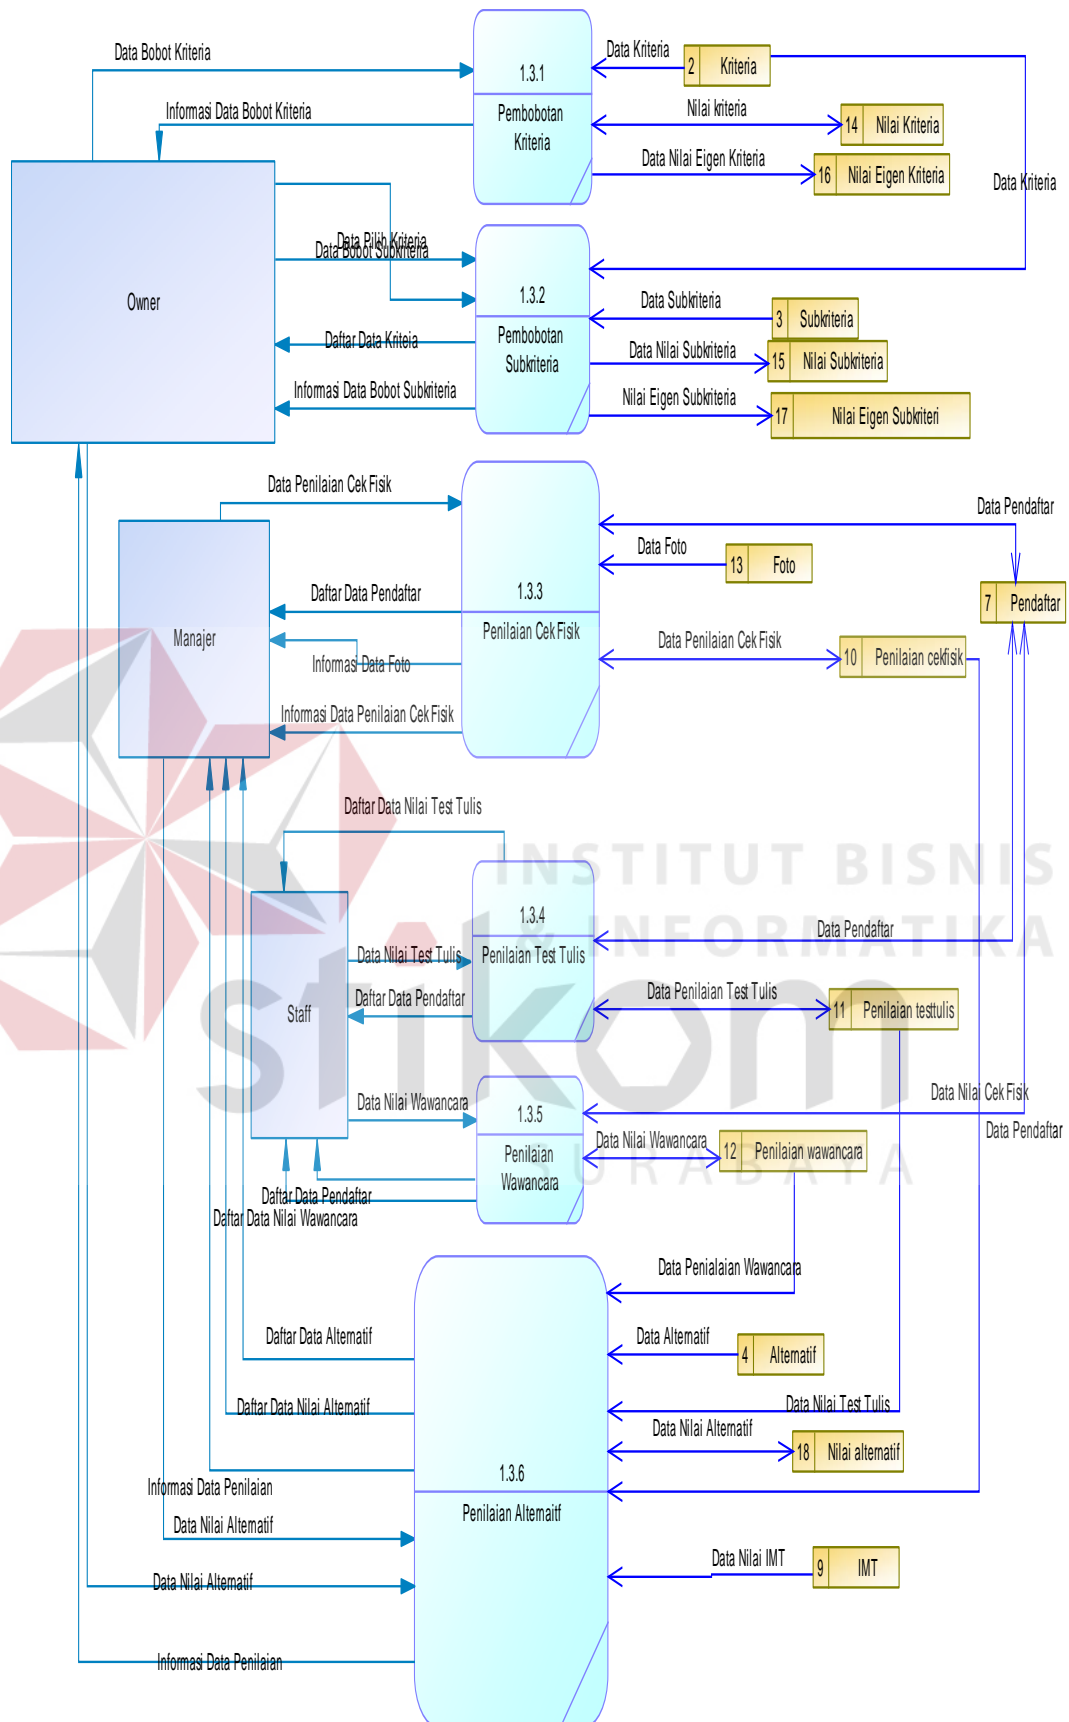 Data Bobot Kriteria
Informasi Data Bobot Kriteria
1.3.1
Pembobotan
Kriteria
Data Kriteria
2 Kriteria
Nilai kriteria
14 Nilai Kriteria
Data Nilai Eigen Kriteria
16 Nilai Eigen Kriteria
Data Kriteria
Owner
Data Pilih Kriteria
Data Bobot Subkriteria
Daftar Data Kriteia
Informasi Data Bobot Subkriteria
1.3.2
Pembobotan
Subkriteria
Data Subkriteria
3 Subkriteria
Data Nilai Subkriteria
15 Nilai Subkriteria
Nilai Eigen Subkriteria
17 Nilai Eigen Subkriteri
Data Penilaian Cek Fisik
Manajer
Daftar Data Pendaftar
Informasi Data Foto
Informasi Data Penilaian Cek Fisik
1.3.3
Penilaian Cek Fisik
Data Pendaftar
Data Foto
13 Foto
7 Pendaftar
Data Penilaian Cek Fisik
10 Penilaian cekfisik
Daftar Data Nilai Test Tulis
INSTITUT BISNIS
& INFORMATIKA
stikom
SURABAYA
Staff
Data Nilai Test Tulis
Daftar Data Pendaftar
1.3.4
Penilaian Test Tulis
Data Pendaftar
Data Penilaian Test Tulis
11 Penilaian testtulis
Data Nilai Wawancara
1.3.5
Penilaian
Wawancara
Data Nilai Cek Fisik
Data Pendaftar
Data Nilai Wawancara
12 Penilaian wawancara
Daftar Data Pendaftar
Daftar Data Nilai Wawancara
Data Penialaian Wawancara
Daftar Data Alternatif
Data Alternatif
4 Alternatif
Daftar Data Nilai Alternatif
Data Nilai Test Tulis
Data Nilai Alternatif
18 Nilai alternatif
1.3.6
Penilaian Alternaitf
Informasi Data Penilaian
Data Nilai Alternatif
Data Nilai IMT
9 IMT
Data Nilai Alternatif
Informasi Data Penilaian